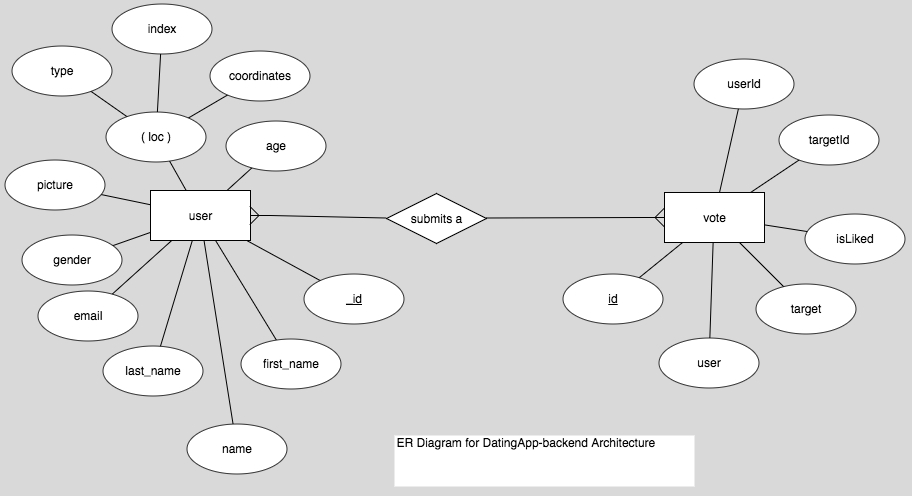 index
type
coordinates
( loc )
age
picture
user
gender
email
last_name
name
first_name
_id
submits a
userId
targetId
vote
isLiked
id
target
user
ER Diagram for DatingApp-backend Architecture